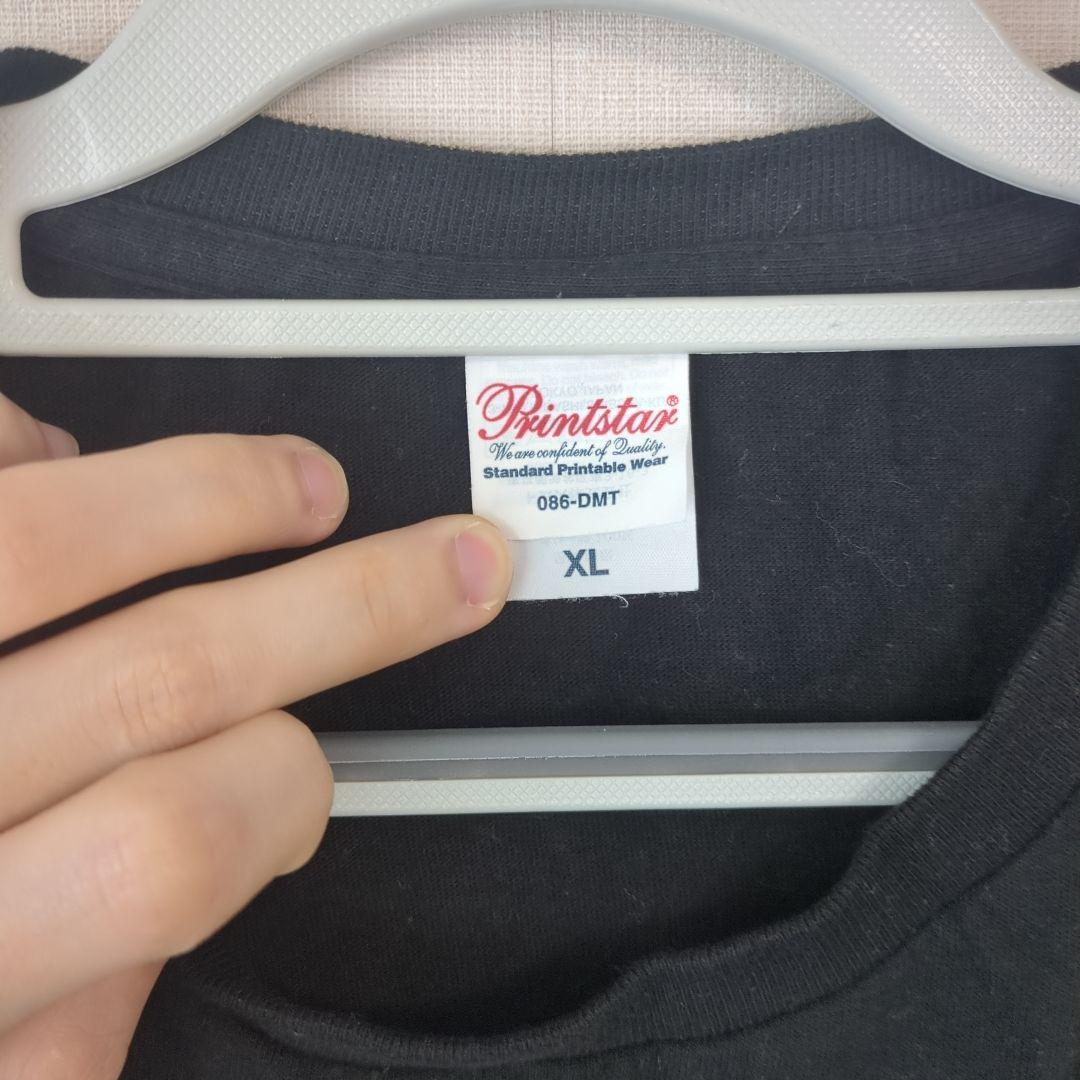 Printstar®
We are confident of Quality.
Standard Printable Wear
086-DMT
XL